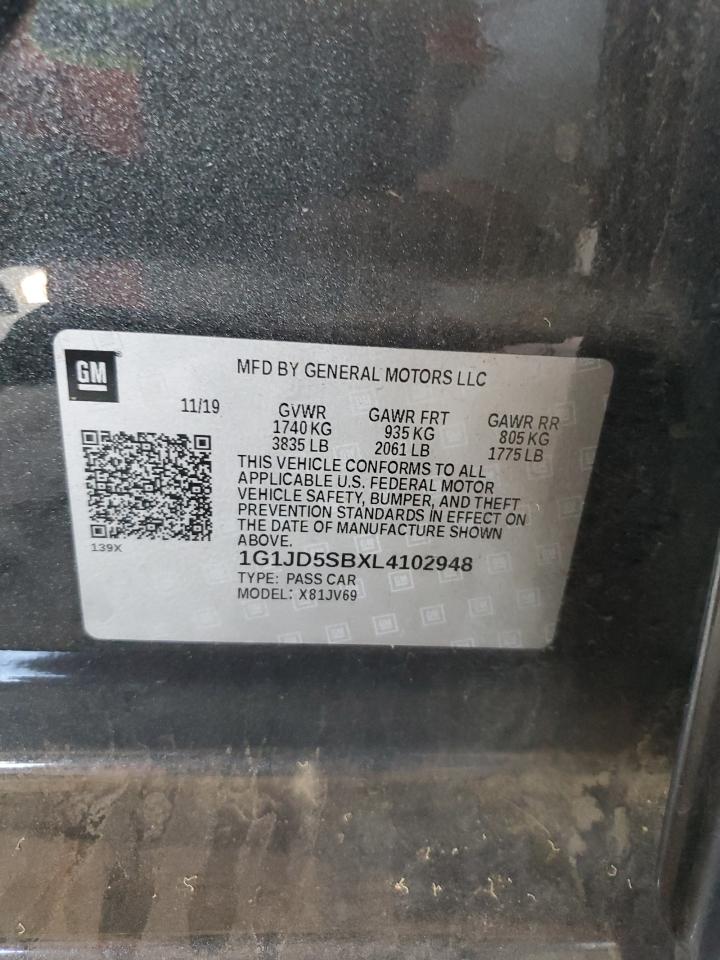 GM
MFD BY GENERAL MOTORS LLC
11/19
GVWR
1740 KG
3835 LB
GAWR FRT
935 KG
2061 LB
GAWR RR
805 KG
1775 LB
THIS VEHICLE CONFORMS TO ALL
APPLICABLE U.S. FEDERAL MOTOR
VEHICLE SAFETY, BUMPER, AND THEFT
PREVENTION STANDARDS IN EFFECT ON
THE DATE OF MANUFACTURE SHOWN
ABOVE.
139X
1G1JD5SBXL4102948
TYPE: PASS CAR
MODEL: X81JV69